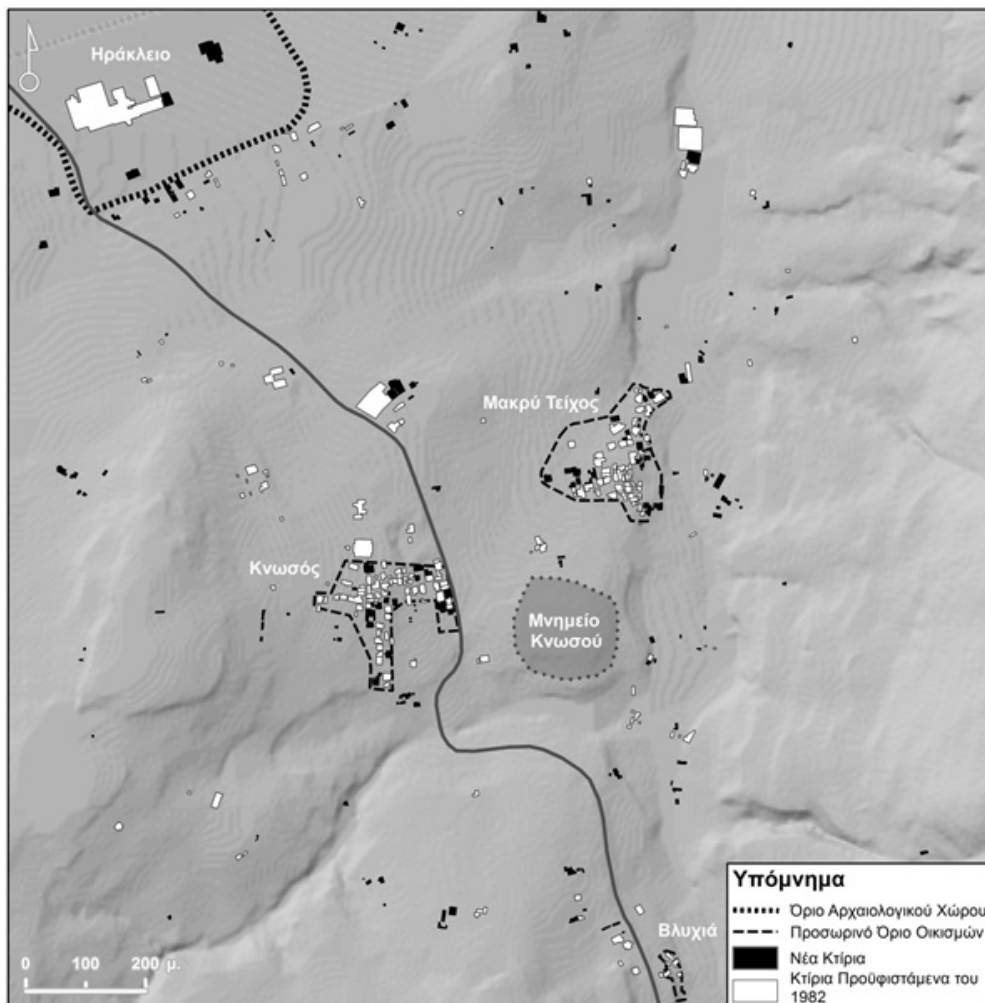 Ηράκλειο
Μακρύ Τείχος
Κνωσός
Μνημείο
Κνωσού
Βλυχιά
0 100 200 μ.
Υπόμνημα
Όριο Αρχαιολογικού Χώρου
Προσωρινό Όριο Οικισμών
Νέα Κτίρια
Κτίρια Προϋφιστάμενα του
1982